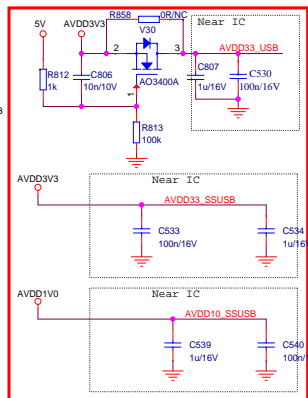 R858
0R/NC
Near IC
5V
AVDD3V3
V30
2
3
AVDD33_USB
R812
1k
C806
10n/10V
AO3400A
1
C807
1u/16V
C530
100n/16V
B
R813
100k
AVDD3V3
Near IC
AVDD33_SSUSB
C533
100n/16V
C534
1u/16V
AVDD1V0
Near IC
AVDD10_SSUSB
C539
1u/16V
C540
100n/